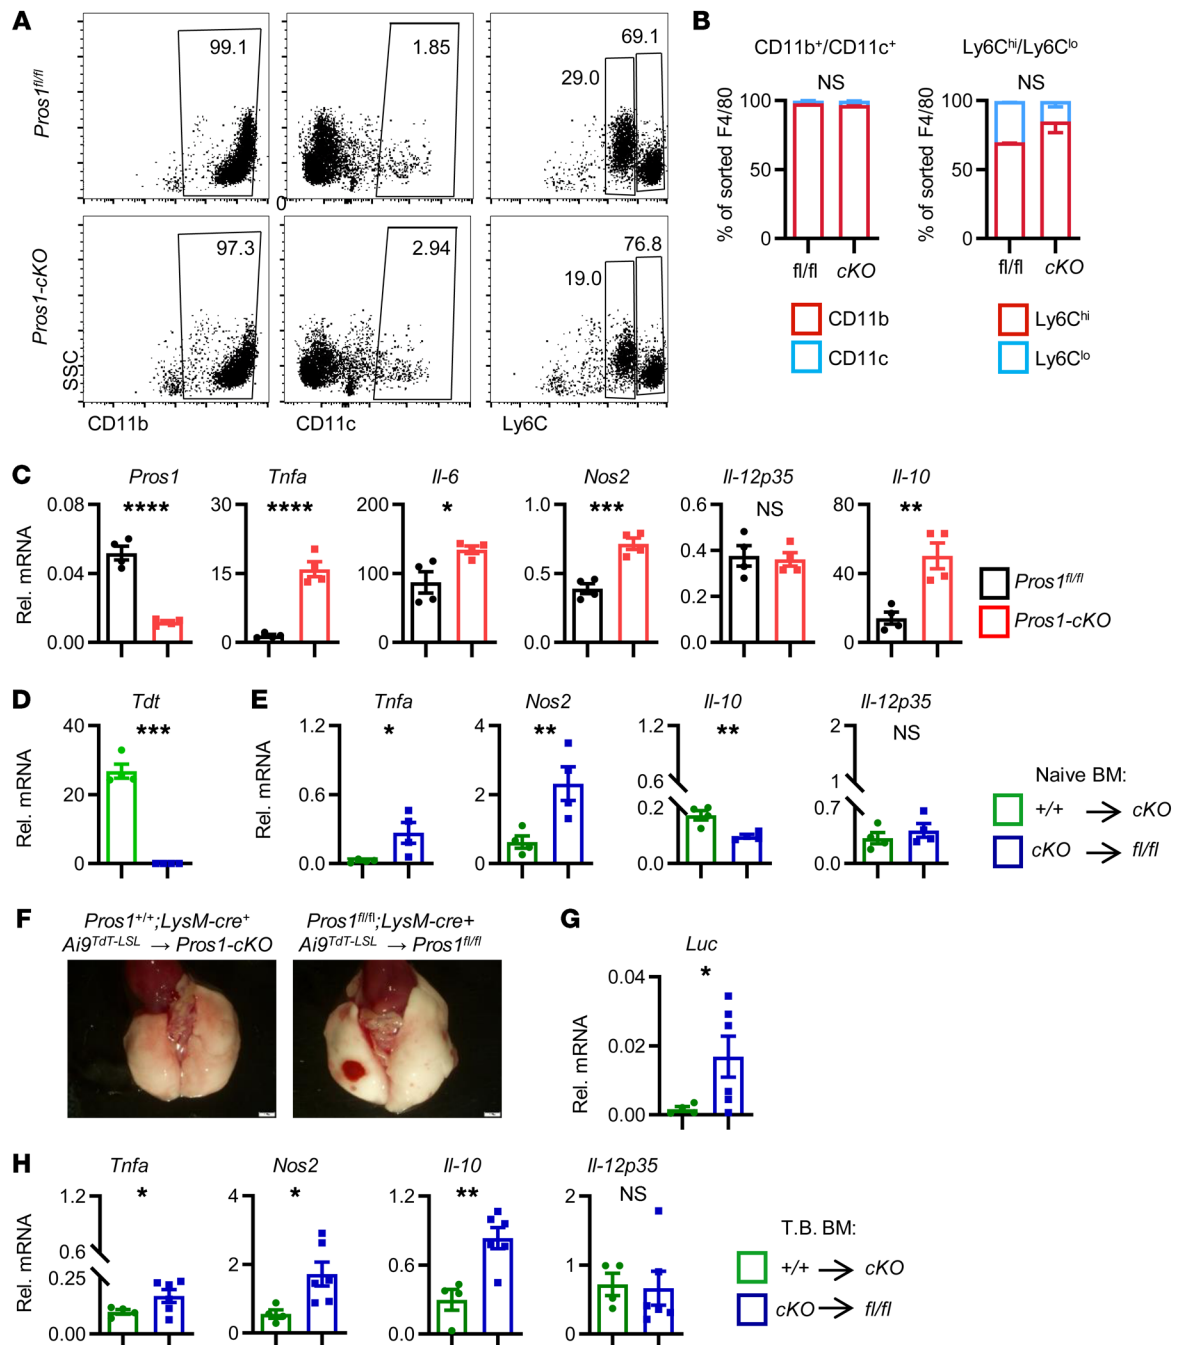 A
Pros1fl/fl
99.1
1.85
29.0
69.1
0
Pros1-cKO
97.3
2.94
19.0
76.8
SSC
CD11b
CD11c
Ly6C
B
CD11b+/CD11c+
NS
% of sorted F4/80
100
50
0
fl/fl
cKO
CD11b
CD11c
Ly6Chi/Ly6Clo
NS
% of sorted F4/80
100
50
0
fl/fl
cKO
Ly6Chi
Ly6Clo
C
Rel. mRNA
Pros1
****
0.08
0.04
0.00
Tnfa
****
30
15
0
Il-6
*
200
100
0
Nos2
***
1.0
0.5
0.0
Il-12p35
NS
0.6
0.4
0.2
0.0
Il-10
**
80
40
0
Pros1fl/fl
Pros1-cKO
D
Rel. mRNA
Tdt
***
40
20
0
E
Rel. mRNA
Tnfa
*
1.2
0.6
0.0
Nos2
**
4
2
0
Il-10
**
1.2
0.6
0.2
0.0
Il-12p35
NS
2
1
0.7
0.0
Naive BM:
+/+ → cKO
cKO → fl/fl
F
Pros1+/+;LysM-cre+
Ai9TdT-LSL → Pros1-cKO
Pros1fl/fl;LysM-cre+
Ai9TdT-LSL → Pros1fl/fl
G
Rel. mRNA
Luc
*
0.04
0.02
0.00
H
Rel. mRNA
Tnfa
*
1.2
0.6
0.25
0.00
Nos2
*
4
2
0
Il-10
**
1.2
0.6
0.0
Il-12p35
NS
2
1
0
T.B. BM:
+/+ → cKO
cKO → fl/fl